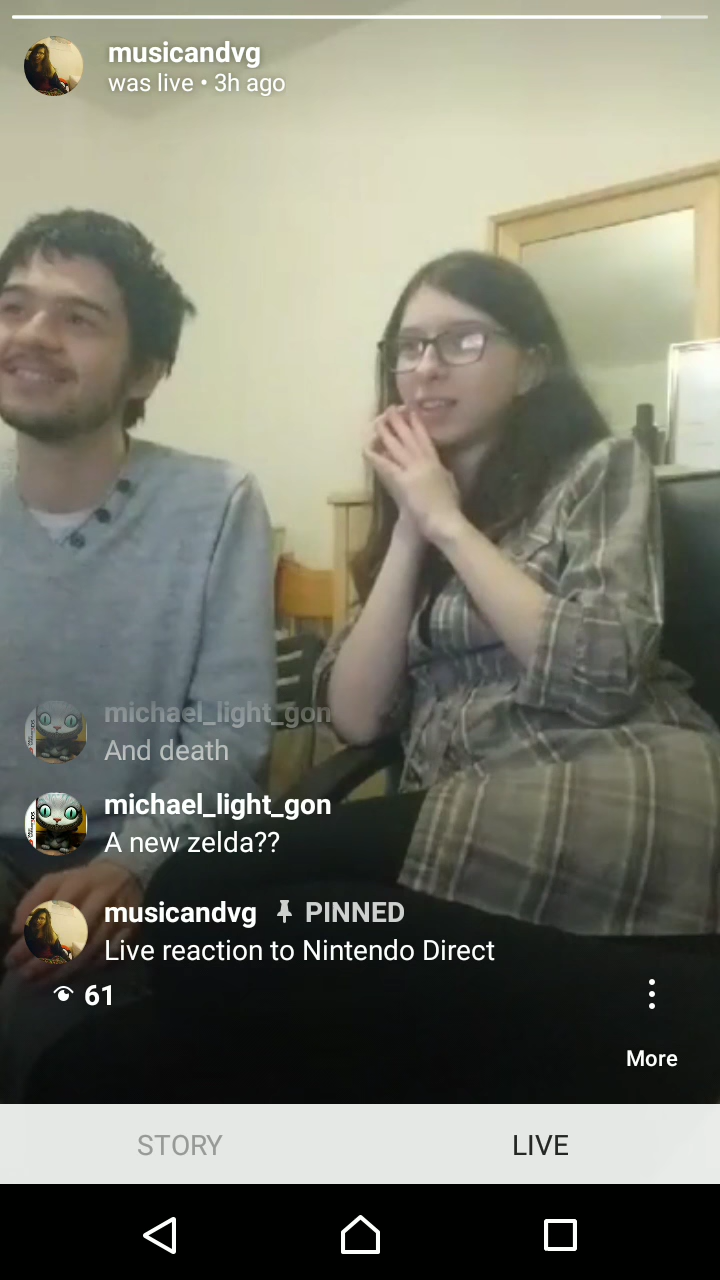 musicandvg
was live • 3h ago
michael_light_gon
And death
michael_light_gon
A new zelda??
musicandvg PINNED
Live reaction to Nintendo Direct
61
More
STORY LIVE